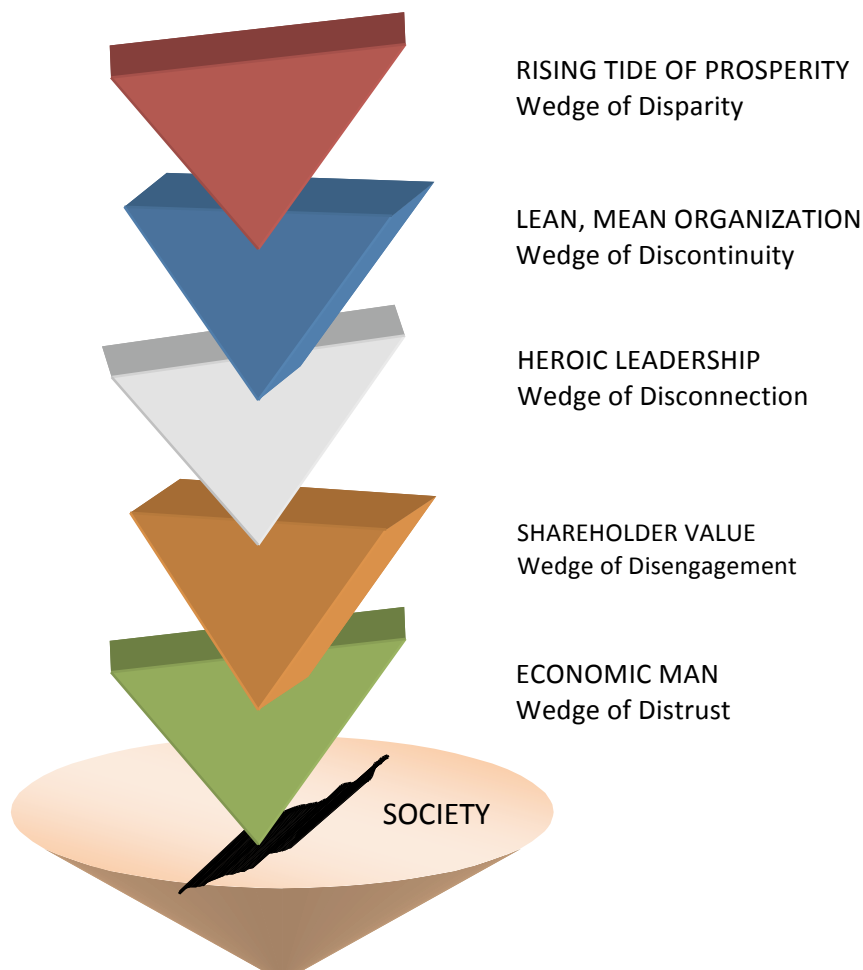 RISING TIDE OF PROSPERITY
Wedge of Disparity
LEAN, MEAN ORGANIZATION
Wedge of Discontinuity
HEROIC LEADERSHIP
Wedge of Disconnection
SHAREHOLDER VALUE
Wedge of Disengagement
ECONOMIC MAN
Wedge of Distrust
SOCIETY